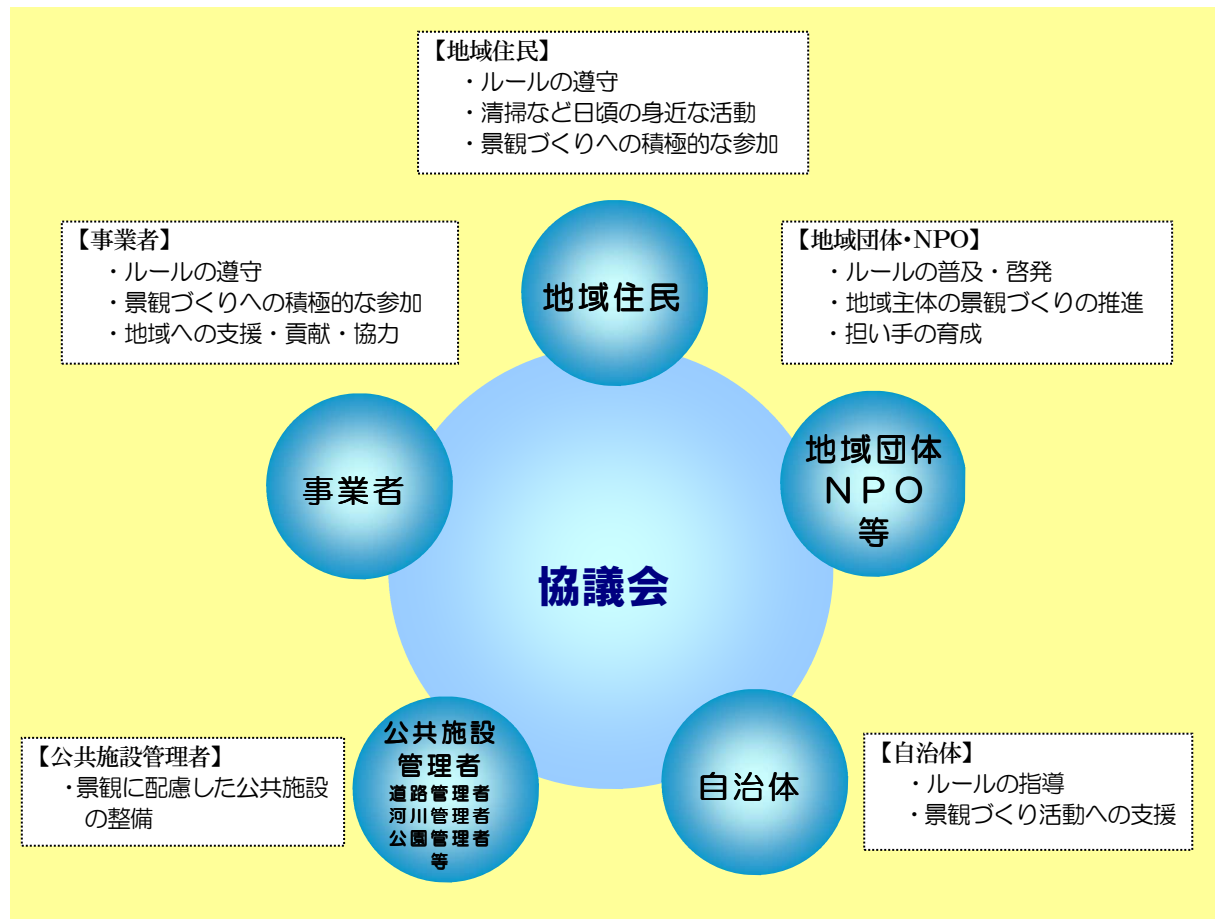 【地域住民】
・ルールの遵守
・清掃など日頃の身近な活動
・景観づくりへの積極的な参加
【事業者】
・ルールの遵守
・景観づくりへの積極的な参加
・地域への支援・貢献・協力
【地域団体・NPO】
・ルールの普及・啓発
・地域主体の景観づくりの推進
・担い手の育成
地域住民
事業者
地域団体
ＮＰＯ
等
協議会
公共施設
管理者
道路管理者
河川管理者
公園管理者
等
自治体
【公共施設管理者】
・景観に配慮した公共施設
の整備
【自治体】
・ルールの指導
・景観づくり活動への支援